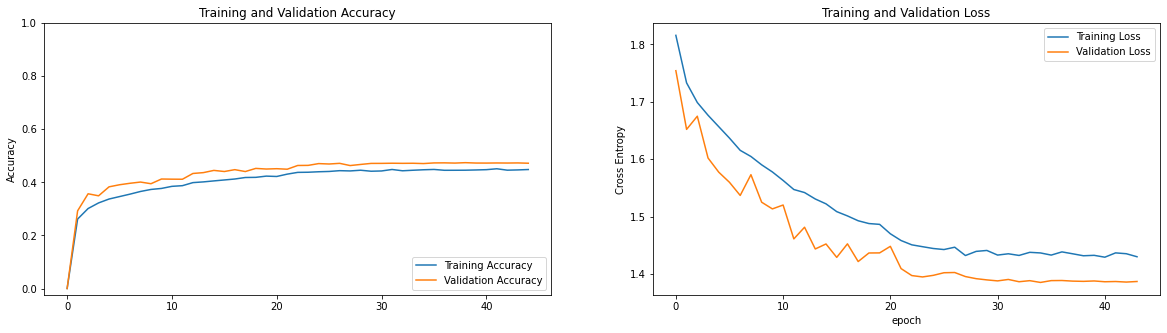 Training and Validation Accuracy
1.0
0.8
0.6
0.4
0.2
0.0
Accuracy
0
10
20
30
40
Training Accuracy
Validation Accuracy
Training and Validation Loss
1.8
1.7
1.6
1.5
1.4
Cross Entropy
0
10
20
30
40
epoch
Training Loss
Validation Loss